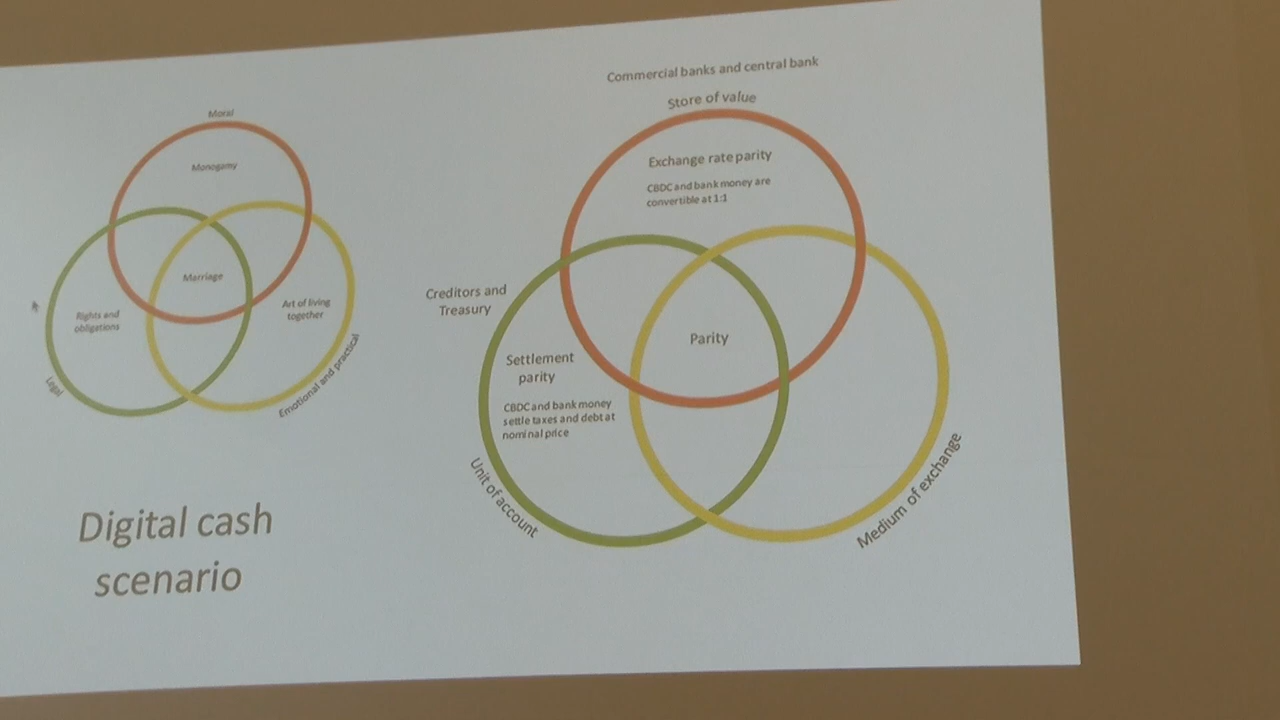 Moral
Monogamy
Marriage
Rights and
obligations
Art of living
together
Legal
Emotional and practical
Digital cash
scenario
Commercial banks and central bank
Store of value
Exchange rate parity
CBDC and bank money are
convertible at 1:1
Creditors and
Treasury
Parity
Settlement
parity
CBDC and bank money
settle taxes and debt at
nominal price
Unit of account
Medium of exchange